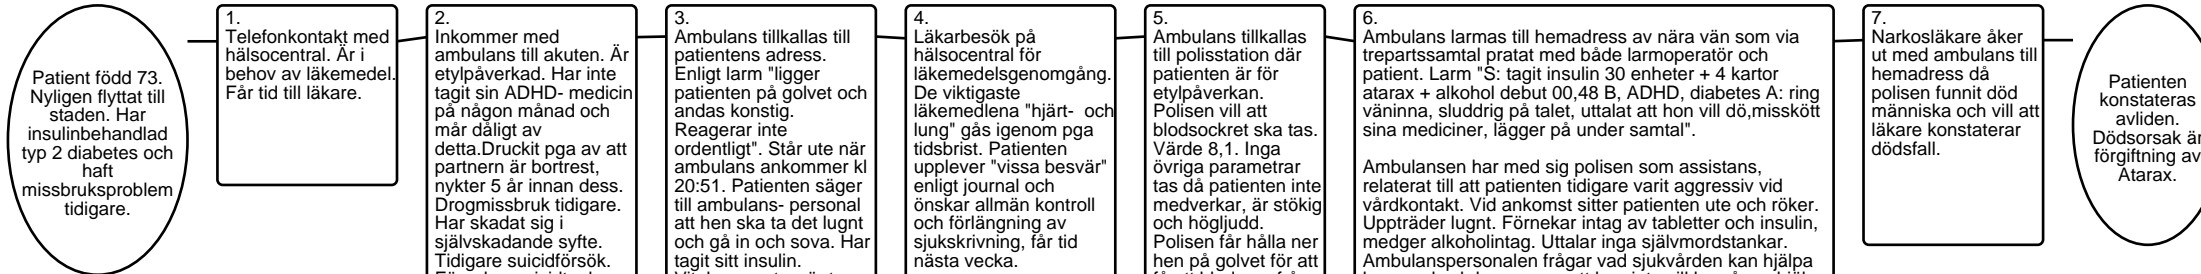 Patient född 73.
Nyligen flyttat till
staden. Har
insulinbehandlad
typ 2 diabetes och
haft
missbruksproblem
tidigare.
1.
Telefonkontakt med
hälsocentral. Är i
behov av läkemedel.
Får tid till läkare.
2.
Inkommer med
ambulans till akuten. Är
etylpåverkad. Har inte
tagit sin ADHD- medicin
på någon månad och
mår dåligt av
detta.Druckit pga av att
partnern är bortrest,
nykter 5 år innan dess.
Drogmissbruk tidigare.
Har skadat sig i
självskadande syfte.
Tidigare suicidförsök.
3.
Ambulans tillkallas till
patientens adress.
Enligt larm "ligger
patienten på golvet och
andas konstig.
Reagerar inte
ordentligt". Står ute när
ambulans ankommer kl
20:51. Patienten säger
till ambulans- personal
att hen ska ta det lugnt
och gå in och sova. Har
tagit sitt insulin.
4.
Läkarbesök på
hälsocentral för
läkemedelsgenomgång.
De viktigaste
läkemedlena "hjärt- och
lung" gås igenom pga
tidsbrist. Patienten
upplever "vissa besvär"
enligt journal och
önskar allmän kontroll
och förlängning av
sjukskrivning, får tid
nästa vecka.
5.
Ambulans tillkallas
till polisstation där
patienten är för
etylpåverkan.
Polisen vill att
blodsockret ska tas.
Värde 8,1. Inga
övriga parametrar
tas då patienten inte
medverkar, är stökig
och högljudd.
Polisen får hålla ner
hen på golvet för att
6.
Ambulans larmas till hemadress av nära vän som via
trepartssamtal pratat med både larmoperatör och
patient. Larm "S: tagit insulin 30 enheter + 4 kartor
atarax + alkohol debut 00,48 B, ADHD, diabetes A: ring
väninna, sluddrig på talet, uttalat att hon vill dö,misskött
sina mediciner, lägger på under samtal".
Ambulansen har med sig polisen som assistans,
relaterat till att patienten tidigare varit aggressiv vid
vårdkontakt. Vid ankomst sitter patienten ute och röker.
Uppträder lugnt. Förnekar intag av tabletter och insulin,
medger alkoholintag. Uttalar inga självmordstankar.
Ambulanspersonalen frågar vad sjukvården kan hjälpa
7.
Narkosläkare åker
ut med ambulans till
hemadress då
polisen funnit död
människa och vill att
läkare konstaterar
dödsfall.
Patienten
konstateras
avliden.
Dödsorsak är
förgiftning av
Atarax.